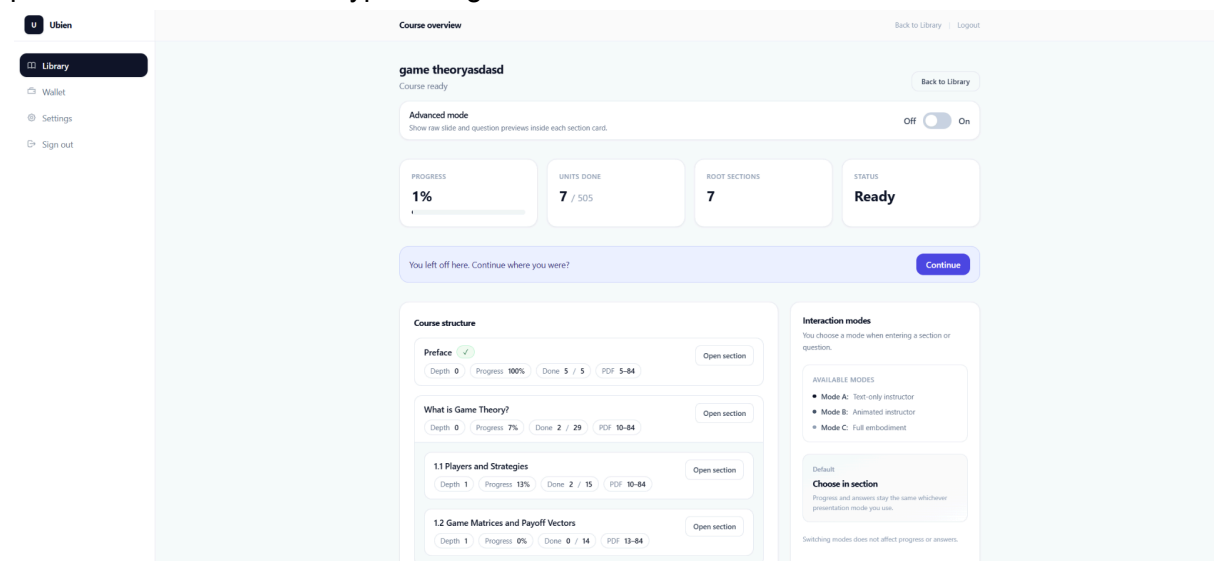 U Ubien
Library
Wallet
Settings
Sign out
Course overview
Back to Library | Logout
game theoryasdasd
Course ready
Back to Library
Advanced mode
Show raw slide and question previews inside each section card.
Off On
PROGRESS
1%
UNITS DONE
7 / 505
ROOT SECTIONS
7
STATUS
Ready
You left off here. Continue where you were?
Continue
Course structure
Preface ✓
Open section
Depth 0 Progress 100% Done 5 / 5 PDF 5–84
What is Game Theory?
Open section
Depth 0 Progress 7% Done 2 / 29 PDF 10–84
1.1 Players and Strategies
Open section
Depth 1 Progress 13% Done 2 / 15 PDF 10–84
1.2 Game Matrices and Payoff Vectors
Open section
Depth 1 Progress 0% Done 0 / 14 PDF 13–84
Interaction modes
You choose a mode when entering a section or
question.
AVAILABLE MODES
Mode A: Text-only instructor
Mode B: Animated instructor
Mode C: Full embodiment
Default
Choose in section
Progress and answers stay the same whichever
presentation mode you use.
Switching modes does not affect progress or answers.